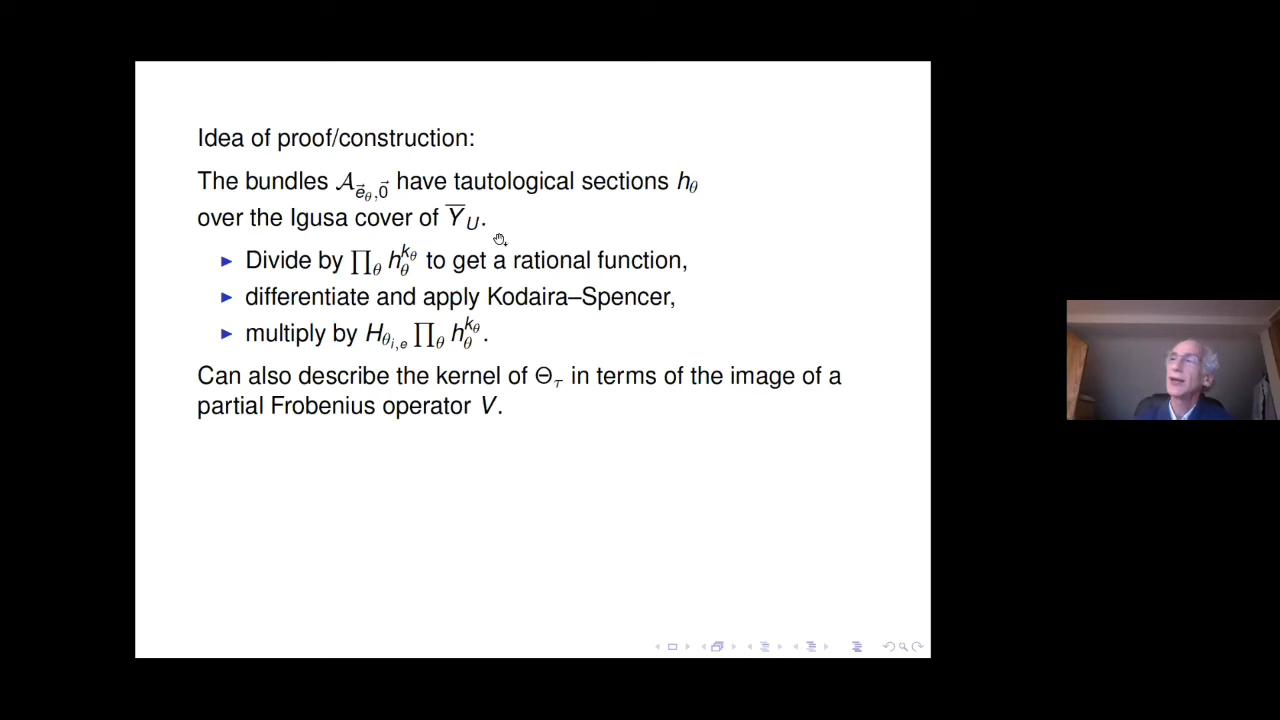 Idea of proof/construction:
The bundles 𝒜_{e⃗_θ,0⃗} have tautological sections h_θ
over the Igusa cover of Y̅_U.
▶ Divide by ∏_θ h_θ^{k_θ} to get a rational function,
▶ differentiate and apply Kodaira–Spencer,
▶ multiply by H_{θ_{i,e}} ∏_θ h_θ^{k_θ}.
Can also describe the kernel of Θ_τ in terms of the image of a
partial Frobenius operator V.